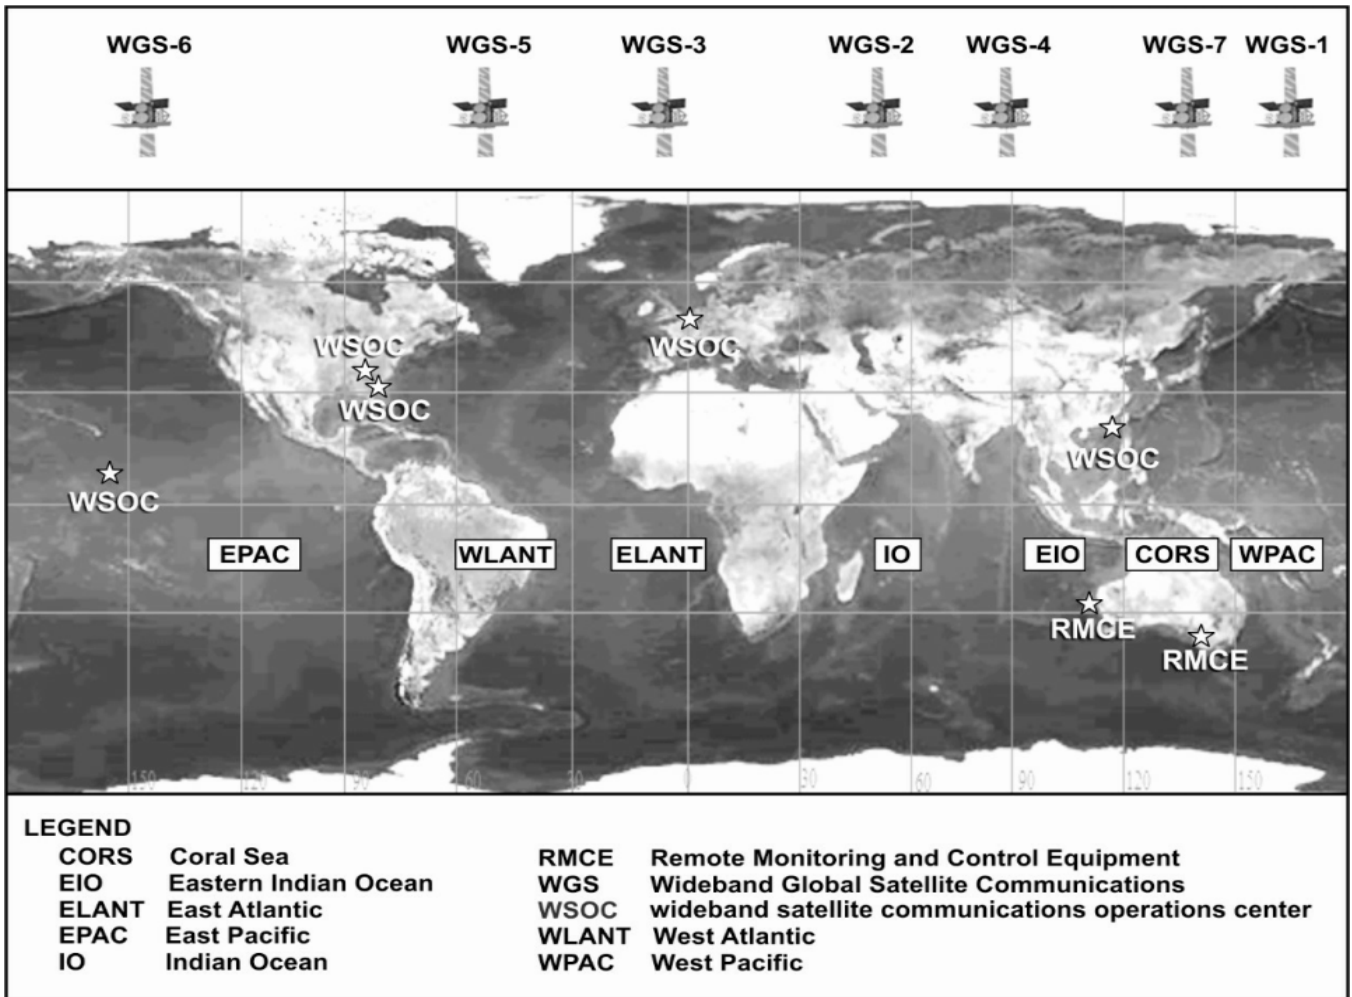 WGS-6 WGS-5 WGS-3 WGS-2 WGS-4 WGS-7 WGS-1
WSOC
WSOC
WSOC
WSOC
WSOC
EPAC WLANT ELANT IO EIO CORS WPAC
RMCE
RMCE
150 120 90 60 30 0 30 60 90 120 150
LEGEND
CORS Coral Sea
EIO Eastern Indian Ocean
ELANT East Atlantic
EPAC East Pacific
IO Indian Ocean
RMCE Remote Monitoring and Control Equipment
WGS Wideband Global Satellite Communications
WSOC wideband satellite communications operations center
WLANT West Atlantic
WPAC West Pacific